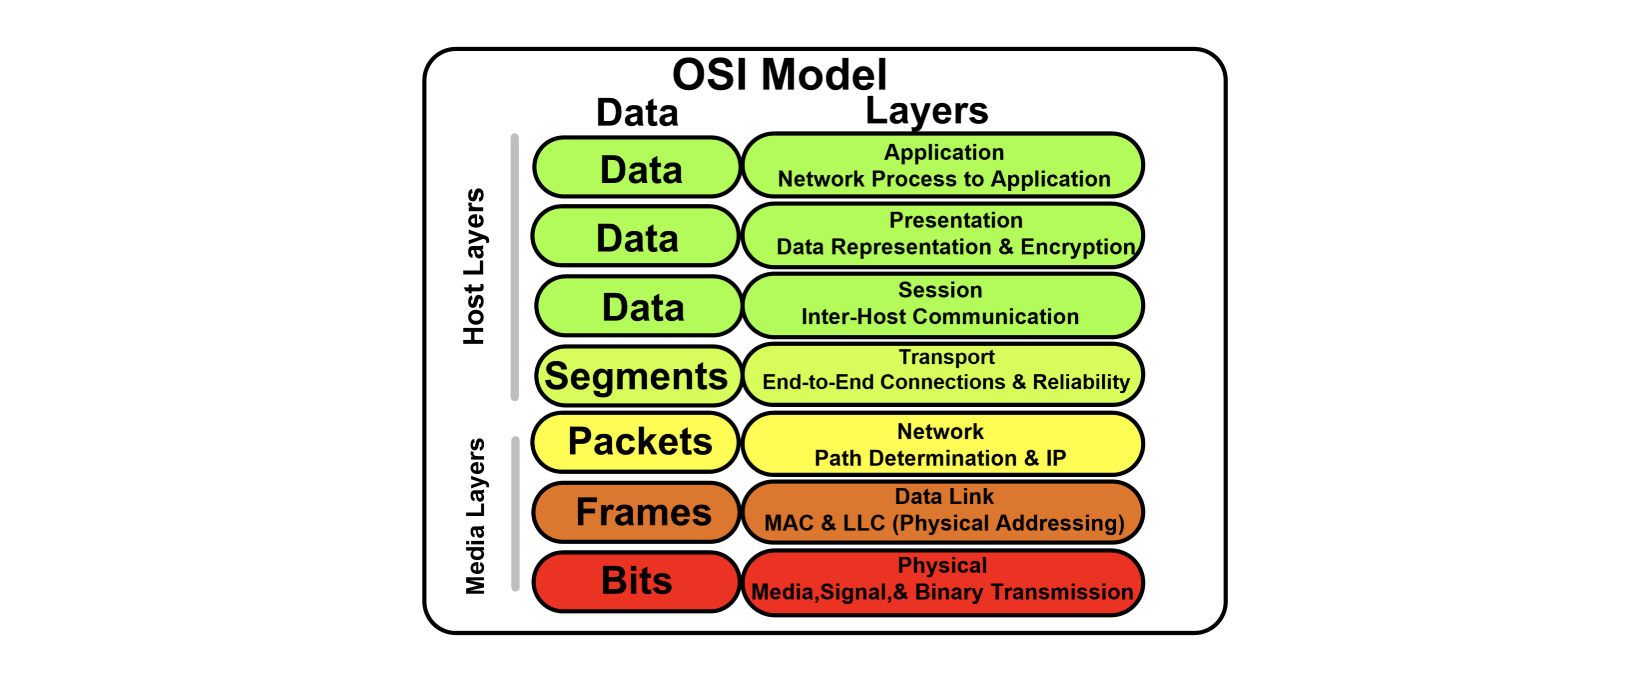 OSI Model
Data
Layers
Host Layers
Data
Application
Network Process to Application
Data
Presentation
Data Representation & Encryption
Data
Session
Inter-Host Communication
Segments
Transport
End-to-End Connections & Reliability
Media Layers
Packets
Network
Path Determination & IP
Frames
Data Link
MAC & LLC (Physical Addressing)
Bits
Physical
Media,Signal,& Binary Transmission